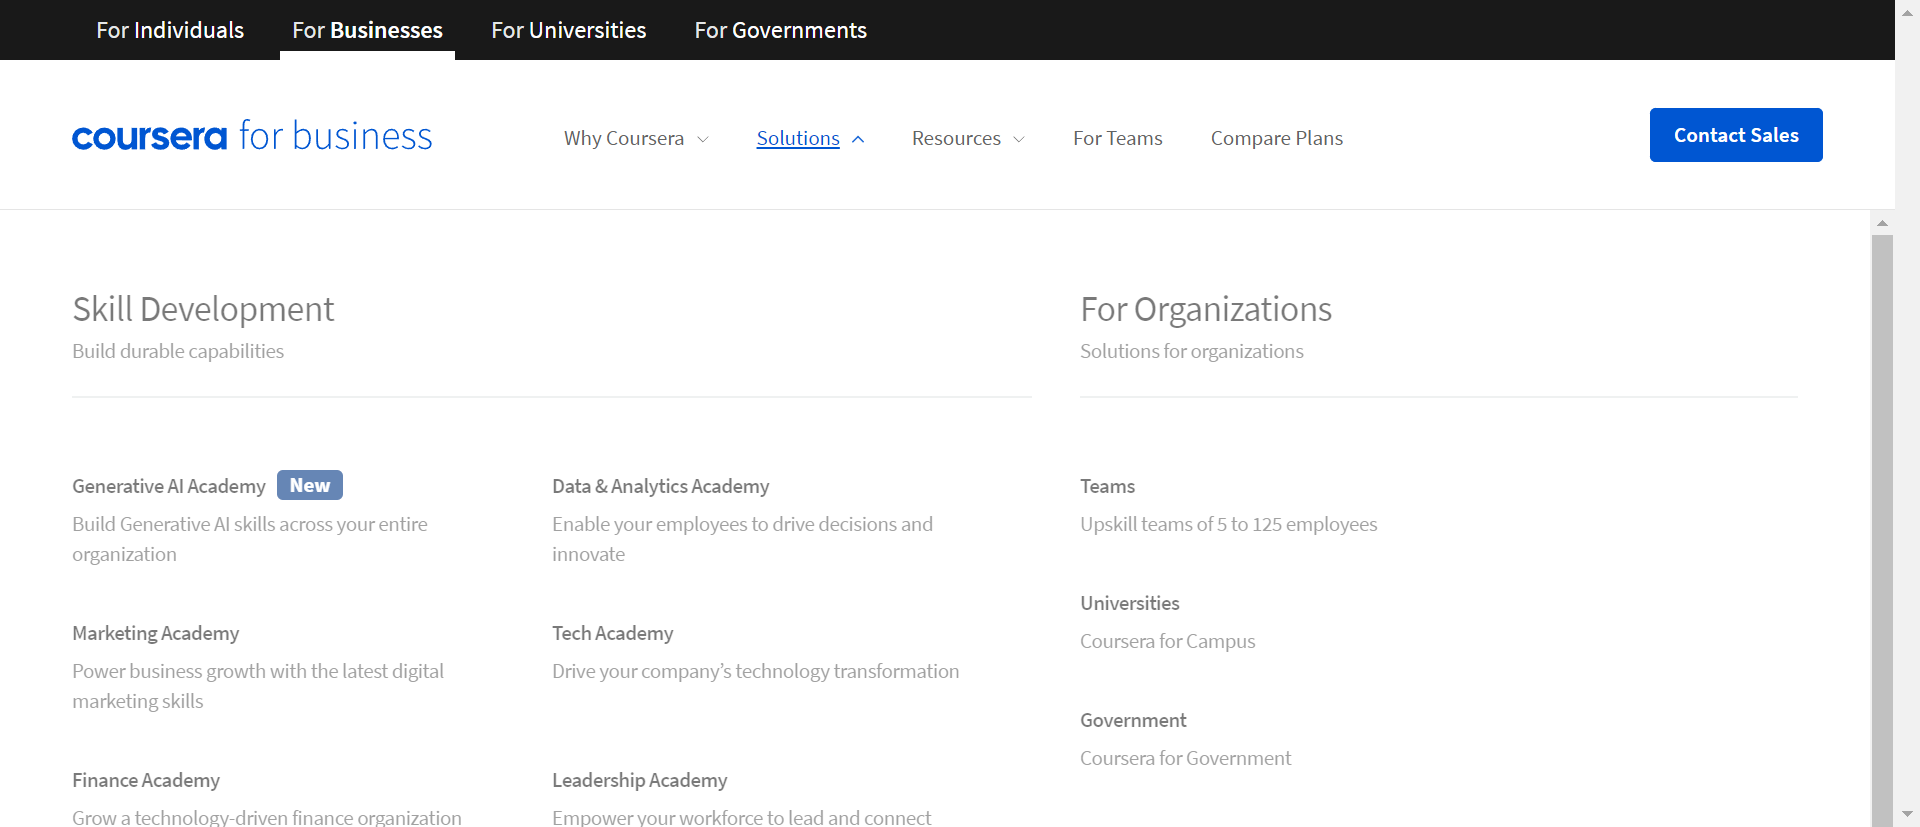 For Individuals
For Businesses
For Universities
For Governments
coursera for business
Why Coursera
Solutions
Resources
For Teams
Compare Plans
Contact Sales
Skill Development
Build durable capabilities
Generative AI Academy New
Build Generative AI skills across your entire
organization
Data & Analytics Academy
Enable your employees to drive decisions and
innovate
Marketing Academy
Power business growth with the latest digital
marketing skills
Tech Academy
Drive your company’s technology transformation
Finance Academy
Grow a technology-driven finance organization
Leadership Academy
Empower your workforce to lead and connect
For Organizations
Solutions for organizations
Teams
Upskill teams of 5 to 125 employees
Universities
Coursera for Campus
Government
Coursera for Government